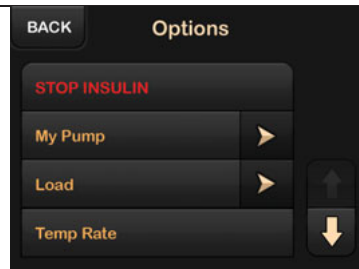 BACK
Options
STOP INSULIN
My Pump
Load
Temp Rate